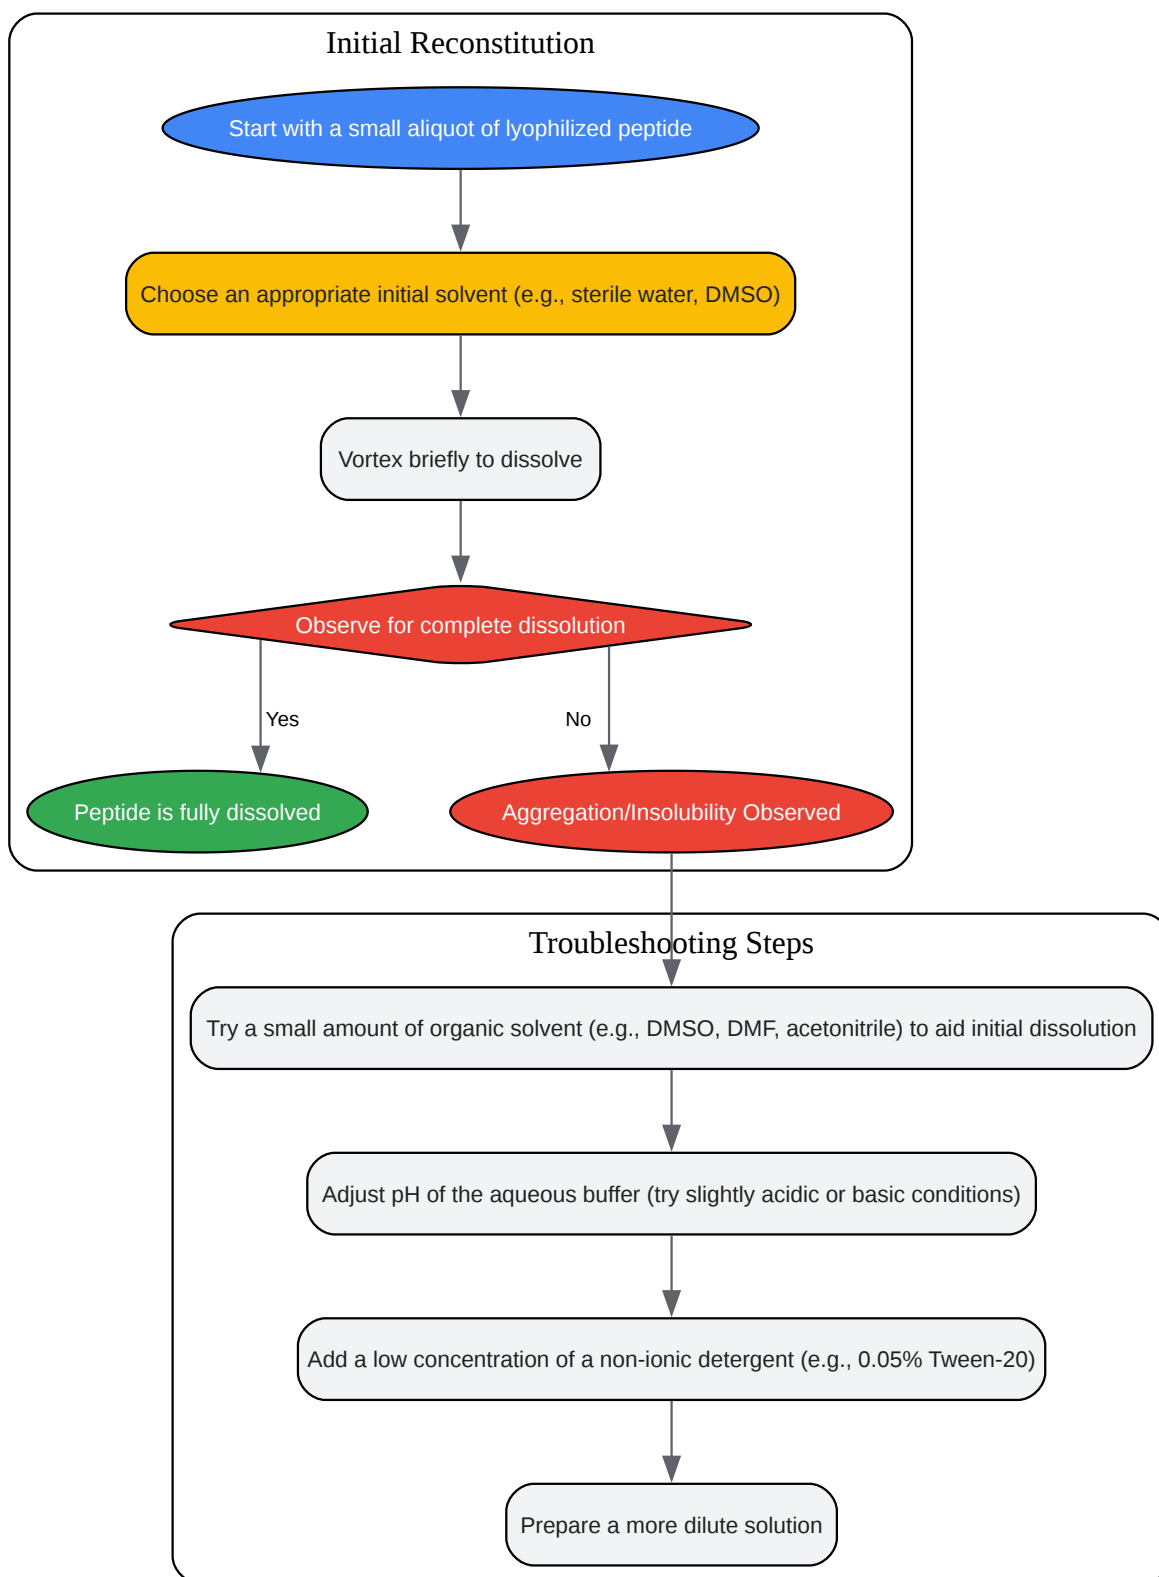 Initial Reconstitution
Start with a small aliquot of lyophilized peptide
Choose an appropriate initial solvent (e.g., sterile water, DMSO)
Vortex briefly to dissolve
Observe for complete dissolution
Yes
No
Peptide is fully dissolved
Aggregation/Insolubility Observed
Troubleshooting Steps
Try a small amount of organic solvent (e.g., DMSO, DMF, acetonitrile) to aid initial dissolution
Adjust pH of the aqueous buffer (try slightly acidic or basic conditions)
Add a low concentration of a non-ionic detergent (e.g., 0.05% Tween-20)
Prepare a more dilute solution